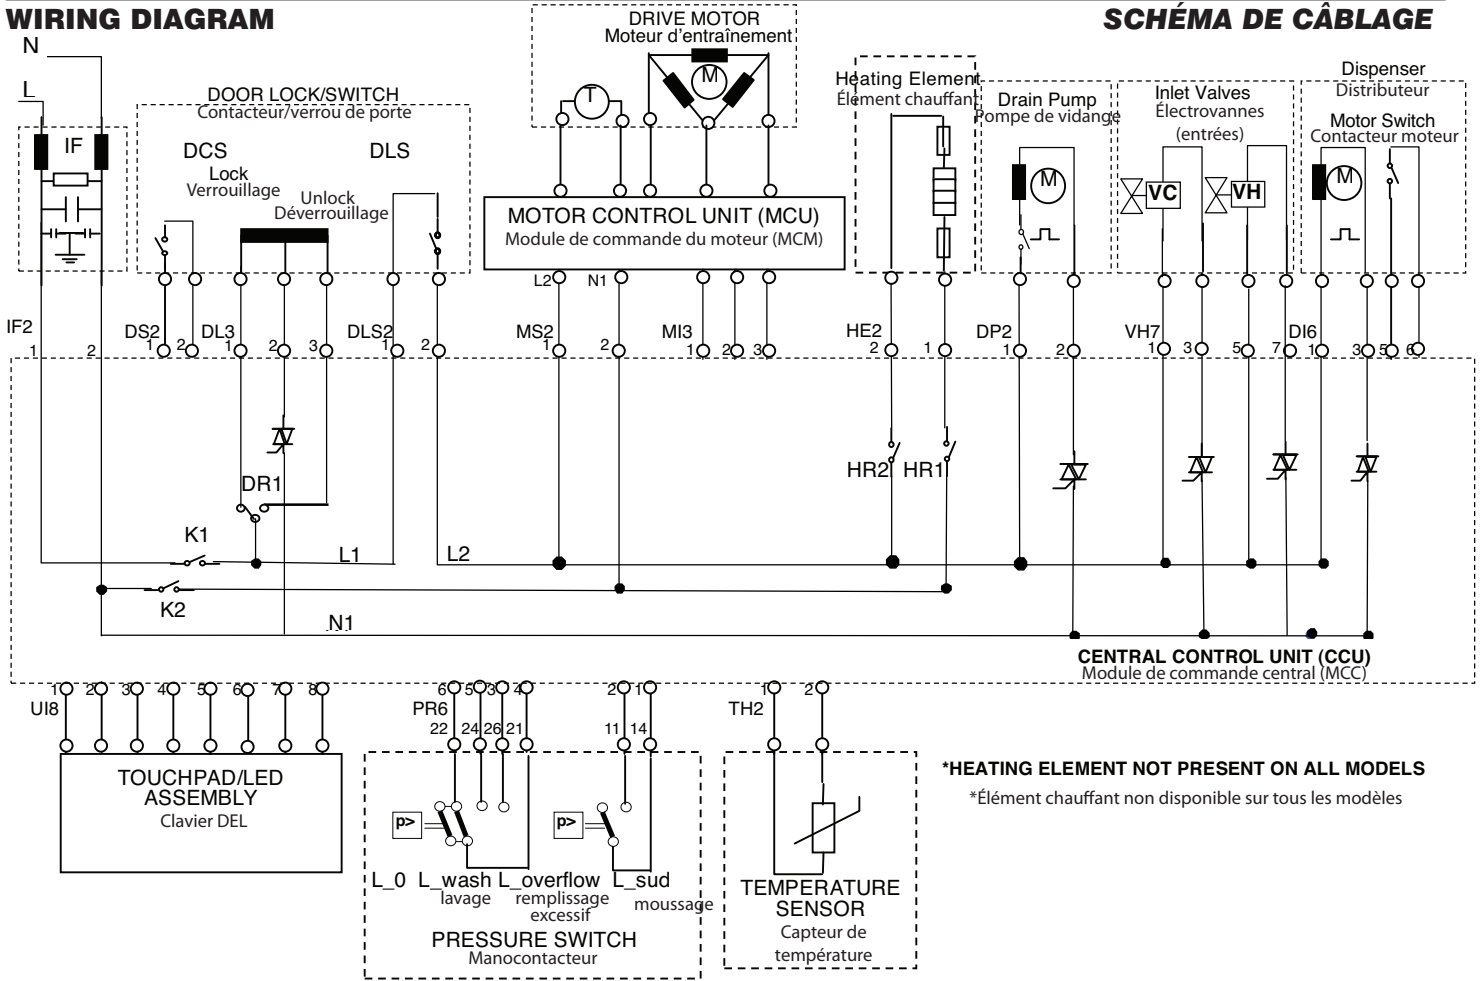 WIRING DIAGRAM
SCHÉMA DE CÂBLAGE
N
L
IF
DOOR LOCK/SWITCH
Contacteur/verrou de porte
DCS
DLS
Lock
Verrouillage
Unlock
Déverrouillage
DRIVE MOTOR
Moteur d'entraînement
T
M
MOTOR CONTROL UNIT (MCU)
Module de commande du moteur (MCM)
L2
N1
Heating Element
Élément chauffant
Drain Pump
Pompe de vidange
M
Inlet Valves
Électrovannes
(entrées)
VC
VH
Dispenser
Distributeur
Motor Switch
Contacteur moteur
M
IF2
1
2
DS2
1
2
DL3
1
2
3
DLS2
1
2
MS2
1
2
MI3
1
2
3
HE2
2
1
DP2
1
2
VH7
1
3
5
7
DI6
1
3
5
6
HR2
HR1
DR1
K1
L1
L2
K2
N1
CENTRAL CONTROL UNIT (CCU)
Module de commande central (MCC)
UI8
1
2
3
4
5
6
7
8
TOUCHPAD/LED
ASSEMBLY
Clavier DEL
PR6
6
5
3
4
2
1
22
24
26
21
11
14
p>
p>
L_0
L_wash
lavage
L_overflow
remplissage
excessif
L_sud
moussage
PRESSURE SWITCH
Manocontacteur
TH2
1
2
TEMPERATURE
SENSOR
Capteur de
température
*HEATING ELEMENT NOT PRESENT ON ALL MODELS
*Élément chauffant non disponible sur tous les modèles